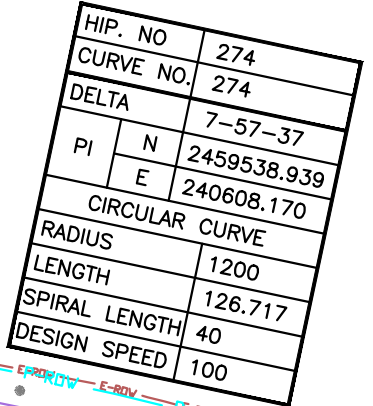 HIP. NO 274
CURVE NO. 274
DELTA 7-57-37
PI N 2459538.939
E 240608.170
CIRCULAR CURVE
RADIUS 1200
LENGTH 126.717
SPIRAL LENGTH 40
DESIGN SPEED 100
E-ROW